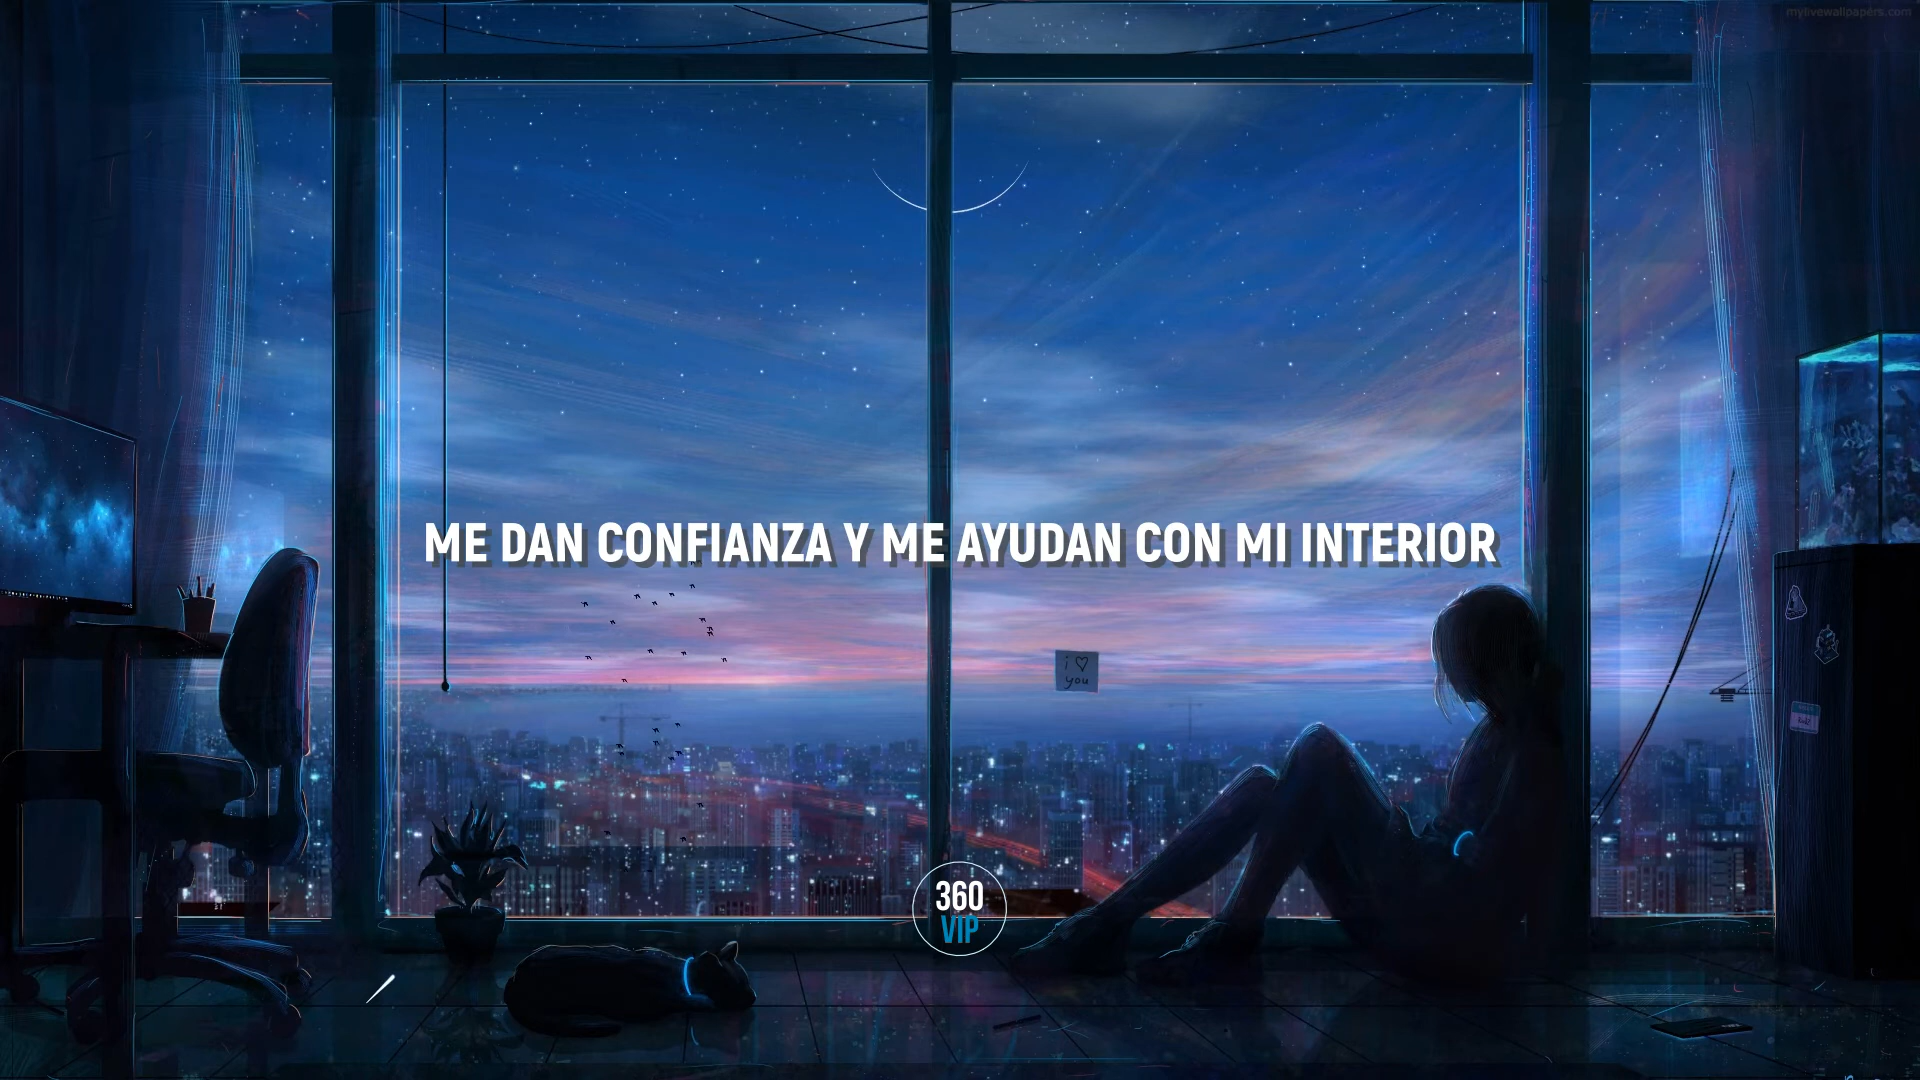 mylivewallpapers.com
ME DAN CONFIANZA Y ME AYUDAN CON MI INTERIOR
i ♡
you
360
VIP